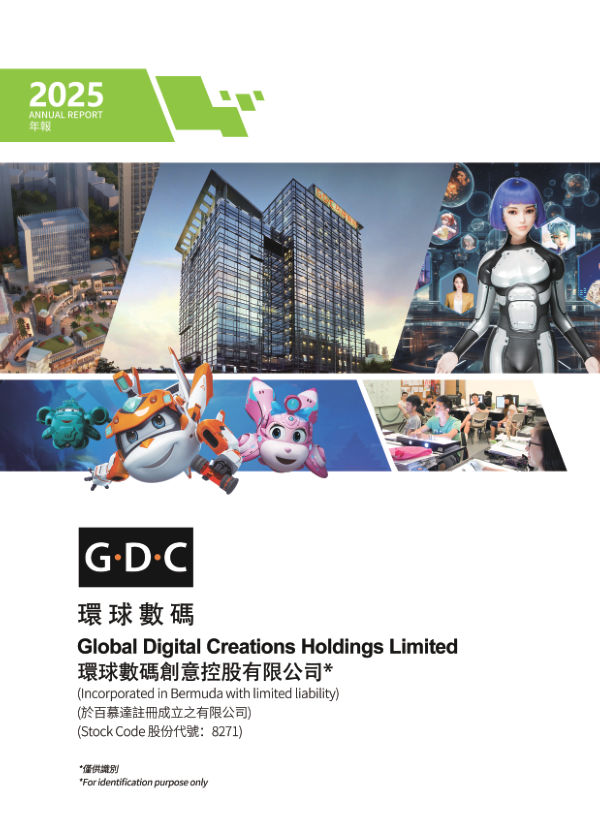 2025
ANNUAL REPORT
年報
G·D·C
環球數碼
Global Digital Creations Holdings Limited
環球數碼創意控股有限公司*
(Incorporated in Bermuda with limited liability)
(於百慕達註冊成立之有限公司)
(Stock Code 股份代號：8271)
*僅供識別
*For identification purpose only